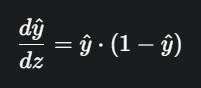 dŷ/dz = ŷ · (1 − ŷ)